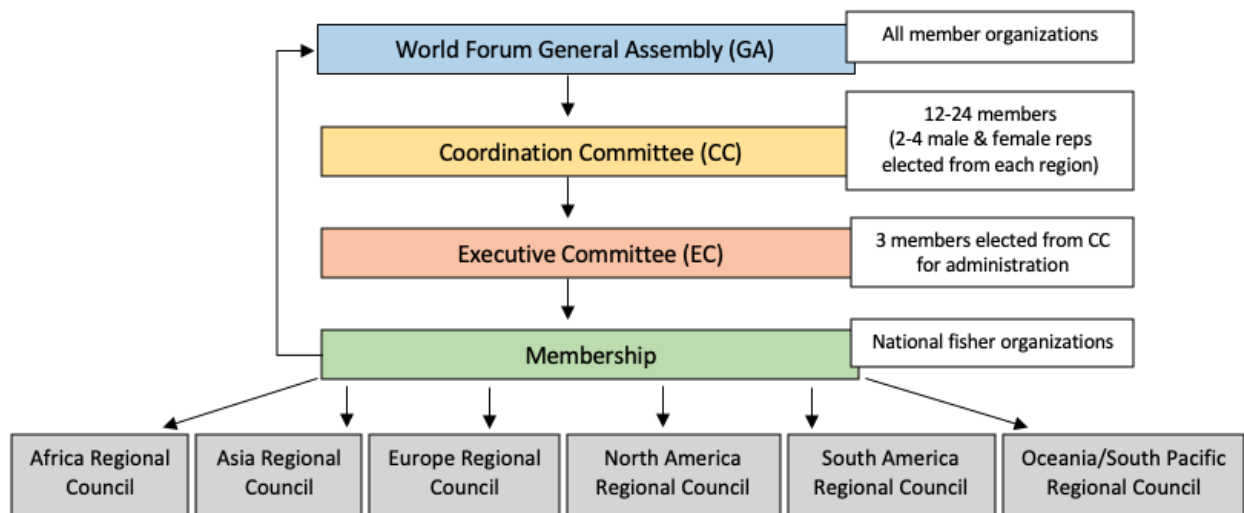 World Forum General Assembly (GA)
All member organizations
Coordination Committee (CC)
12-24 members
(2-4 male & female reps
elected from each region)
Executive Committee (EC)
3 members elected from CC
for administration
Membership
National fisher organizations
Africa Regional
Council
Asia Regional
Council
Europe Regional
Council
North America
Regional Council
South America
Regional Council
Oceania/South Pacific
Regional Council